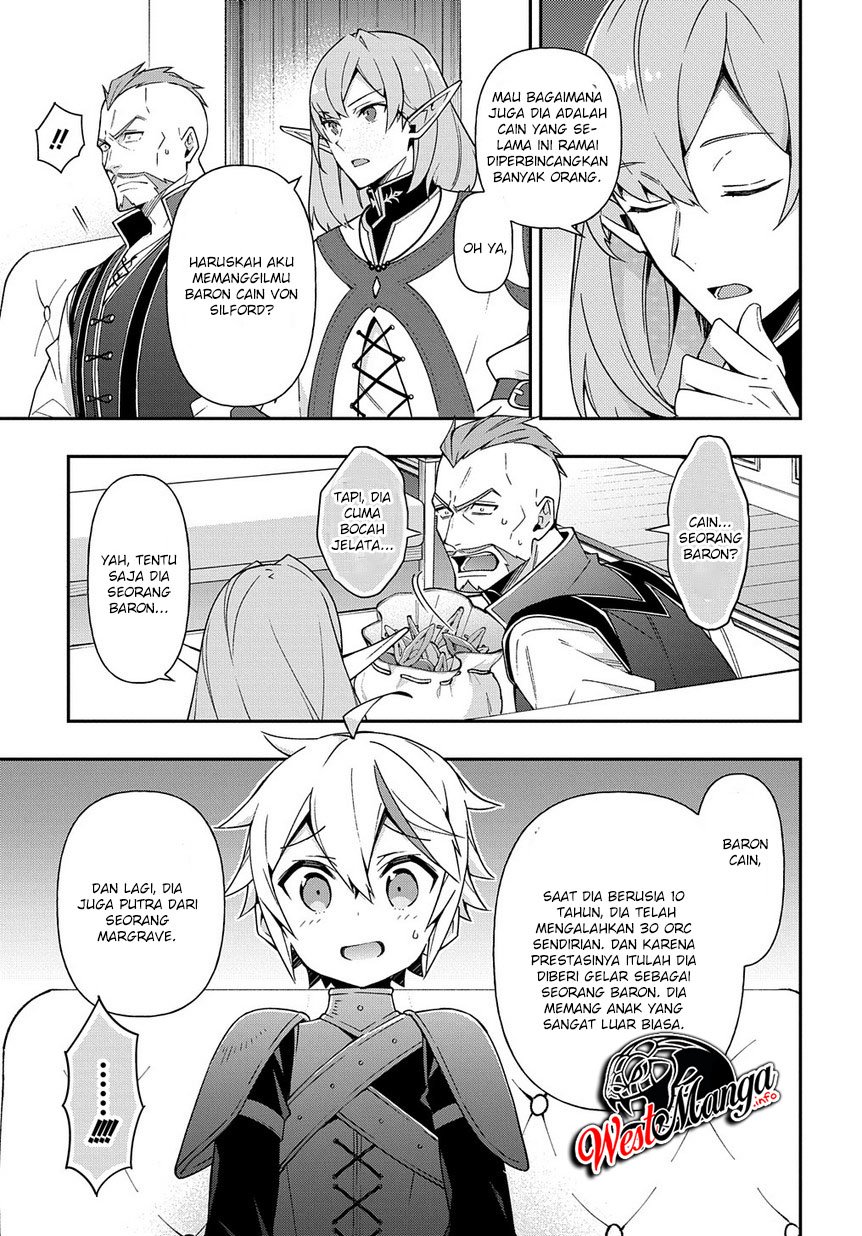 MAU BAGAIMANA
JUGA DIA ADALAH
CAIN YANG SE-
LAMA INI RAMAI
DIPERBINCANGKAN
BANYAK ORANG.
OH YA,
HARUSKAH AKU
MEMANGGILMU
BARON CAIN VON
SILFORD?
!!
CAIN...
SEORANG
BARON?
TAPI, DIA
CUMA
BOCAH
JELATA...
YAH, TENTU
SAJA DIA
SEORANG
BARON...
BARON
CAIN,
SAAT DIA BERUSIA 10
TAHUN, DIA TELAH
MENGALAHKAN 30 ORC
SENDIRIAN. DAN KARENA
PRESTASINYA ITULAH DIA
DIBERI GELAR SEBAGAI
SEORANG BARON. DIA
MEMANG ANAK YANG
SANGAT LUAR BIASA.
DAN LAGI, DIA
JUGA PUTRA DARI
SEORANG
MARGRAVE.
......!!!!
WestManga
.info